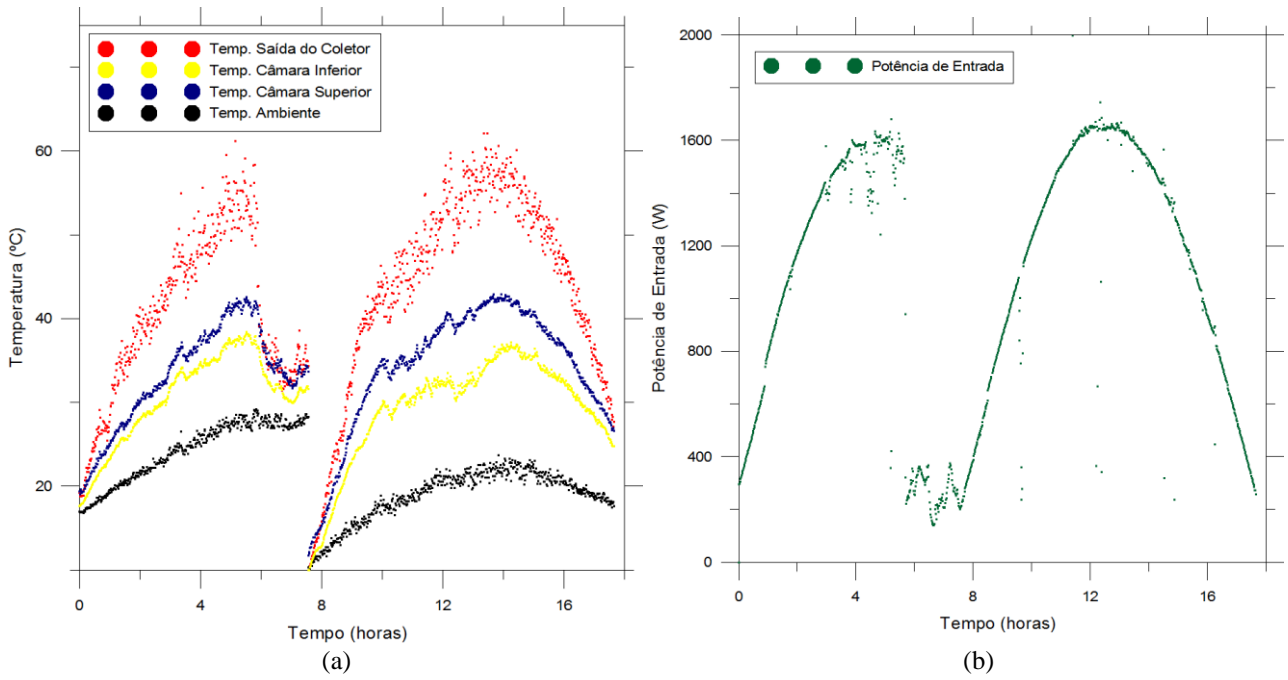 Temp. Saída do Coletor
Temp. Câmara Inferior
Temp. Câmara Superior
Temp. Ambiente
60
40
20
Temperatura (ºC)
0
4
8
12
16
Tempo (horas)
(a)
Potência de Entrada
2000
1600
1200
800
400
0
Potência de Entrada (W)
0
4
8
12
16
Tempo (horas)
(b)